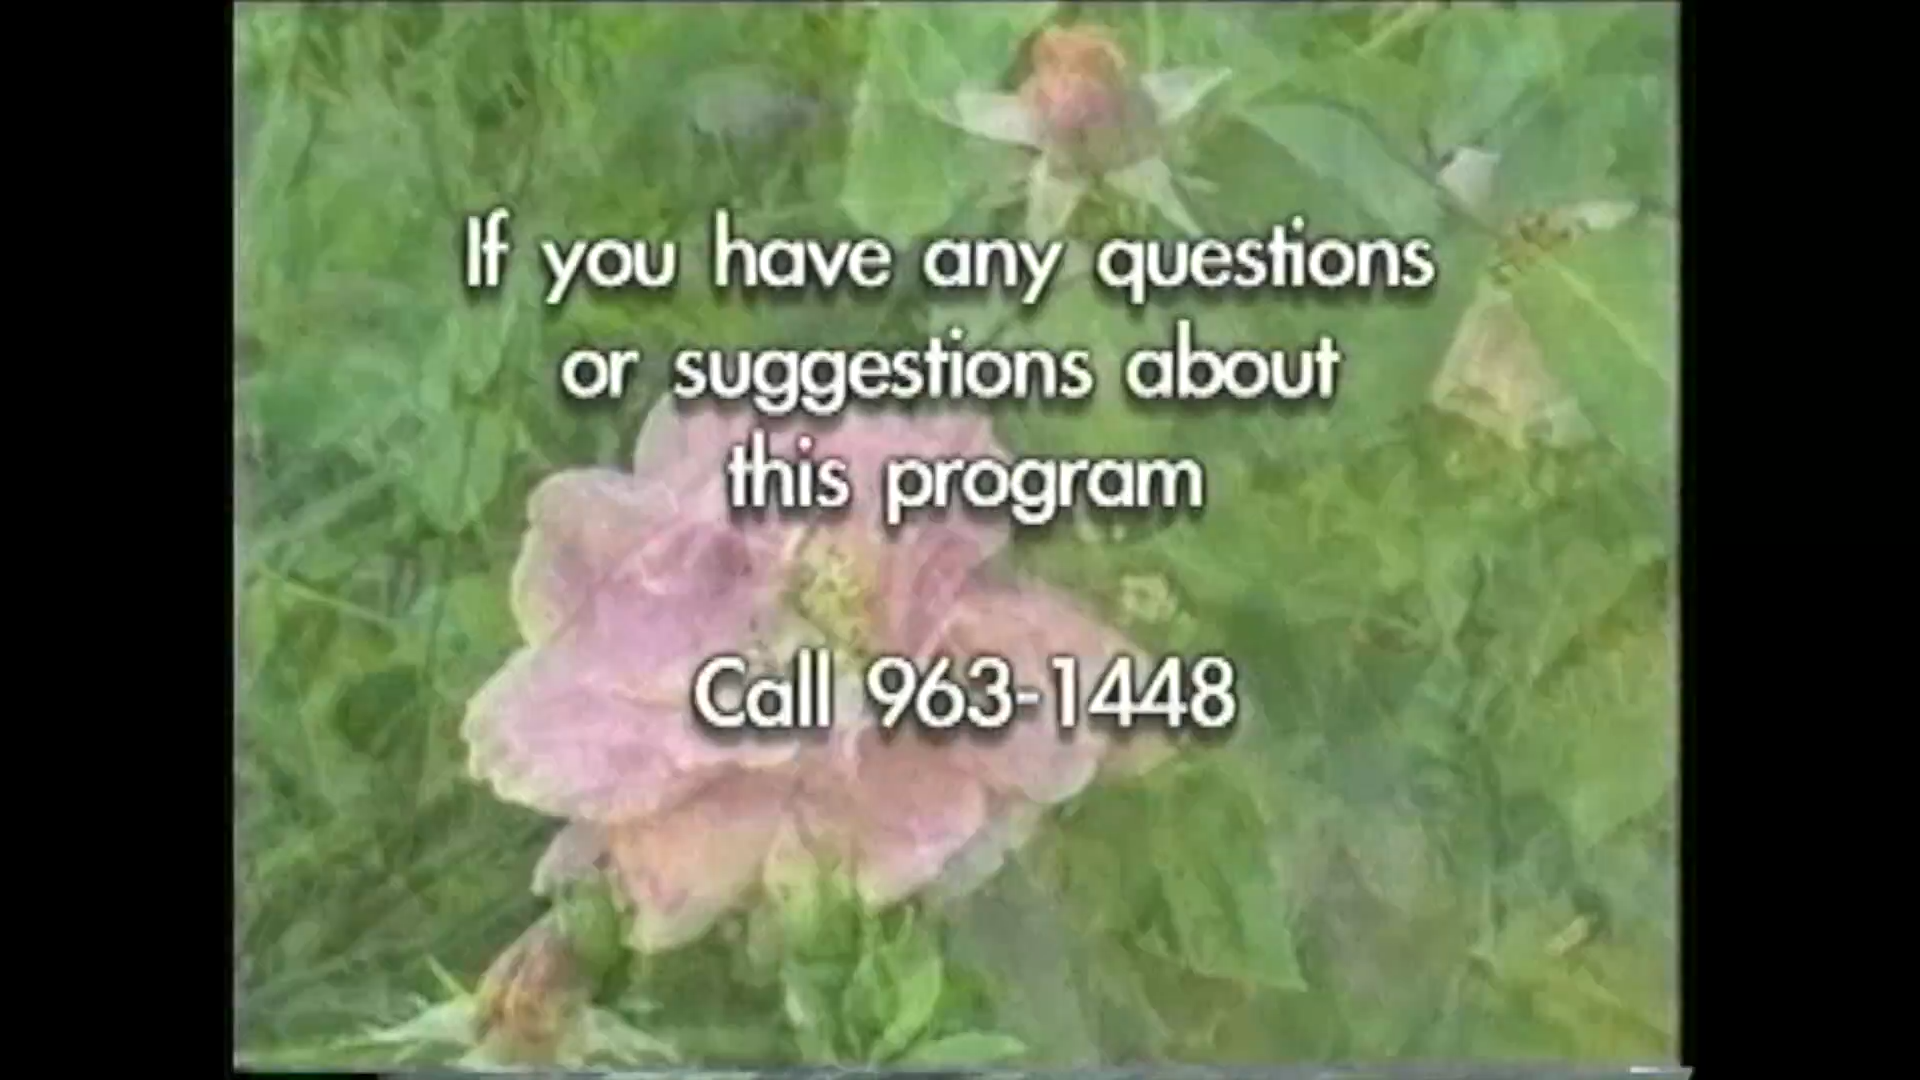 If you have any questions
or suggestions about
this program
Call 963-1448